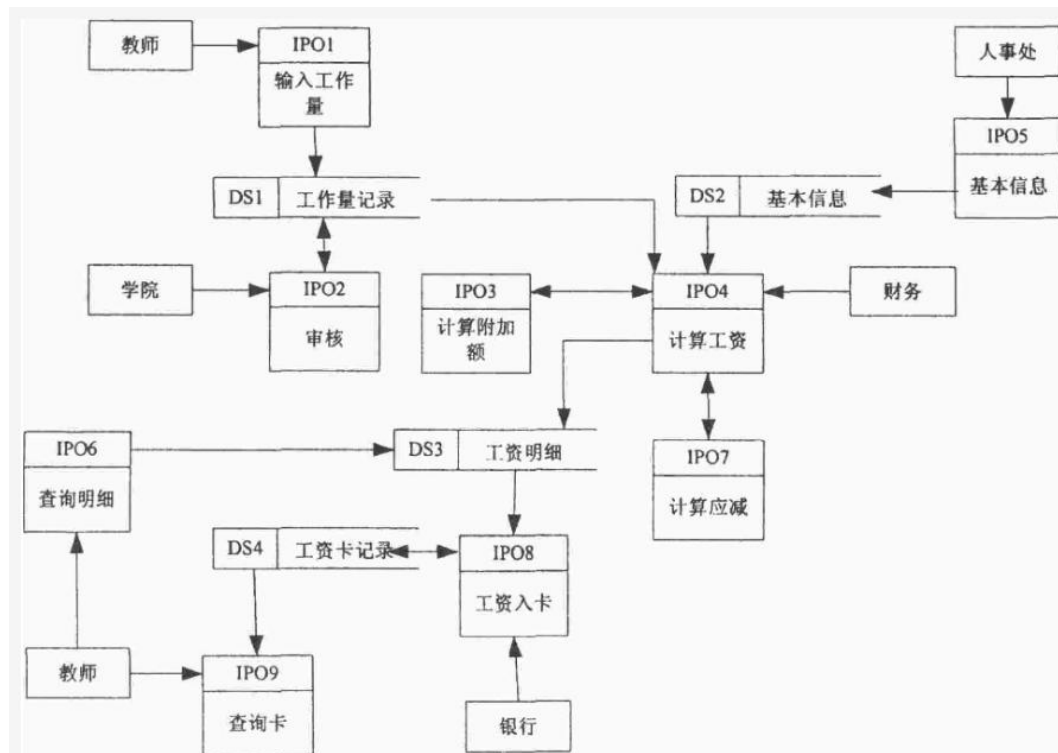 教师
IPO1
输入工作
量
人事处
IPO5
基本信息
DS1 工作量记录
DS2 基本信息
学院
IPO2
审核
IPO3
计算附加
额
IPO4
计算工资
财务
IPO6
查询明细
DS3 工资明细
IPO7
计算应减
DS4 工资卡记录
IPO8
工资入卡
教师
IPO9
查询卡
银行